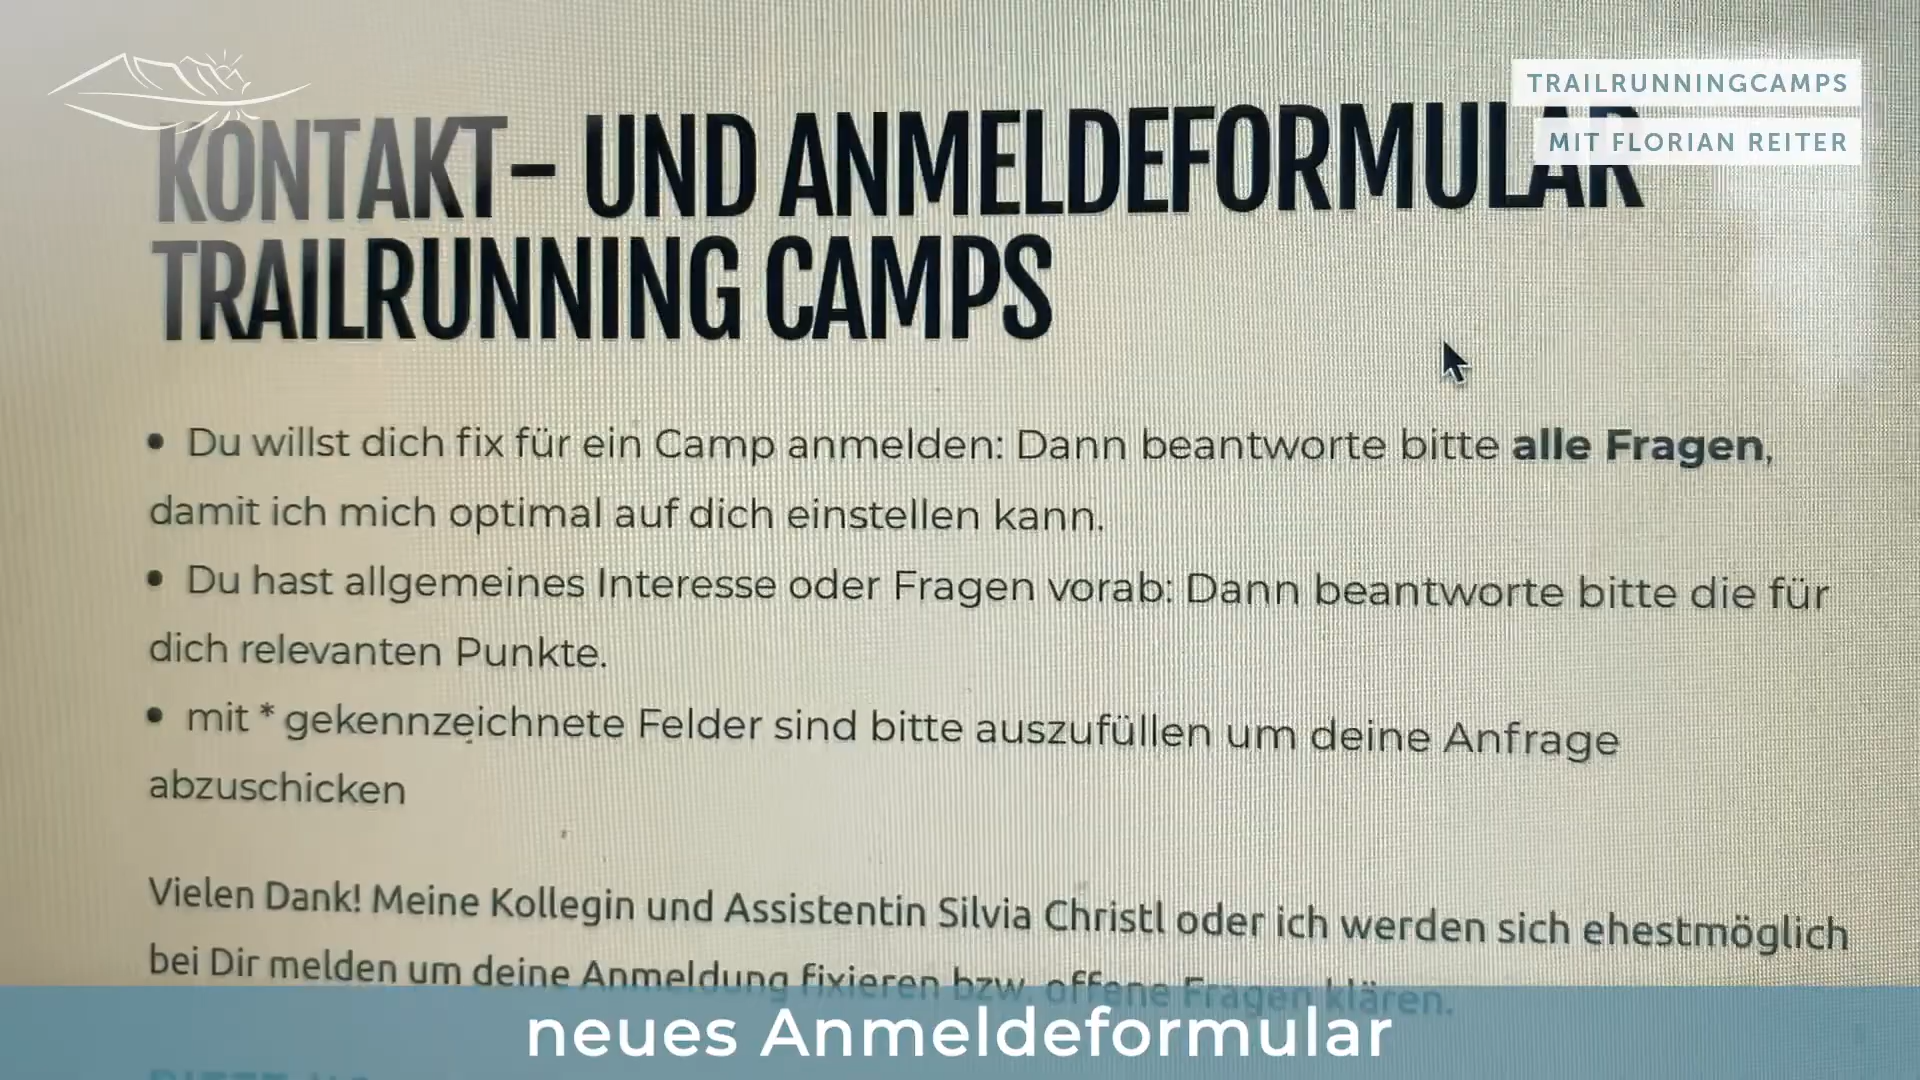 TRAILRUNNINGCAMPS
MIT FLORIAN REITER
KONTAKT– UND ANMELDEFORMULAR
TRAILRUNNING CAMPS
• Du willst dich fix für ein Camp anmelden: Dann beantworte bitte alle Fragen,
damit ich mich optimal auf dich einstellen kann.
• Du hast allgemeines Interesse oder Fragen vorab: Dann beantworte bitte die für
dich relevanten Punkte.
• mit * gekennzeichnete Felder sind bitte auszufüllen um deine Anfrage
abzuschicken
Vielen Dank! Meine Kollegin und Assistentin Silvia Christl oder ich werden sich ehestmöglich
bei Dir melden um deine Anmeldung fixieren bzw. offene Fragen klären.
neues Anmeldeformular